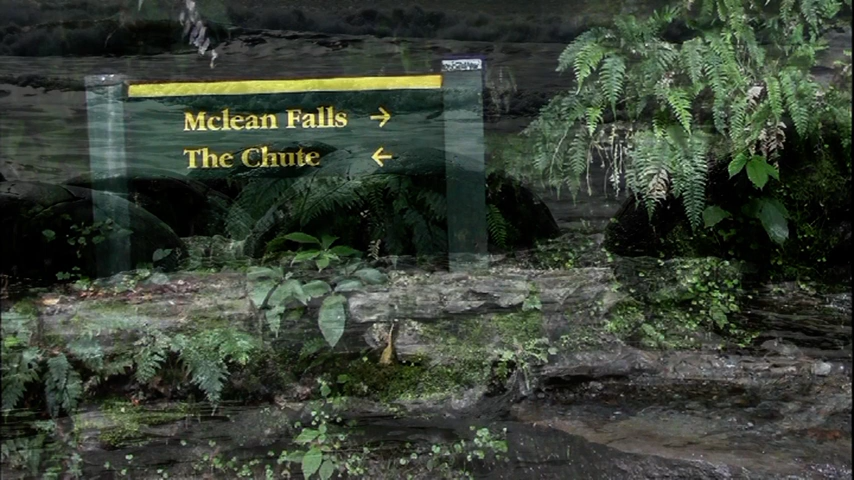 Mclean Falls →
The Chute ←